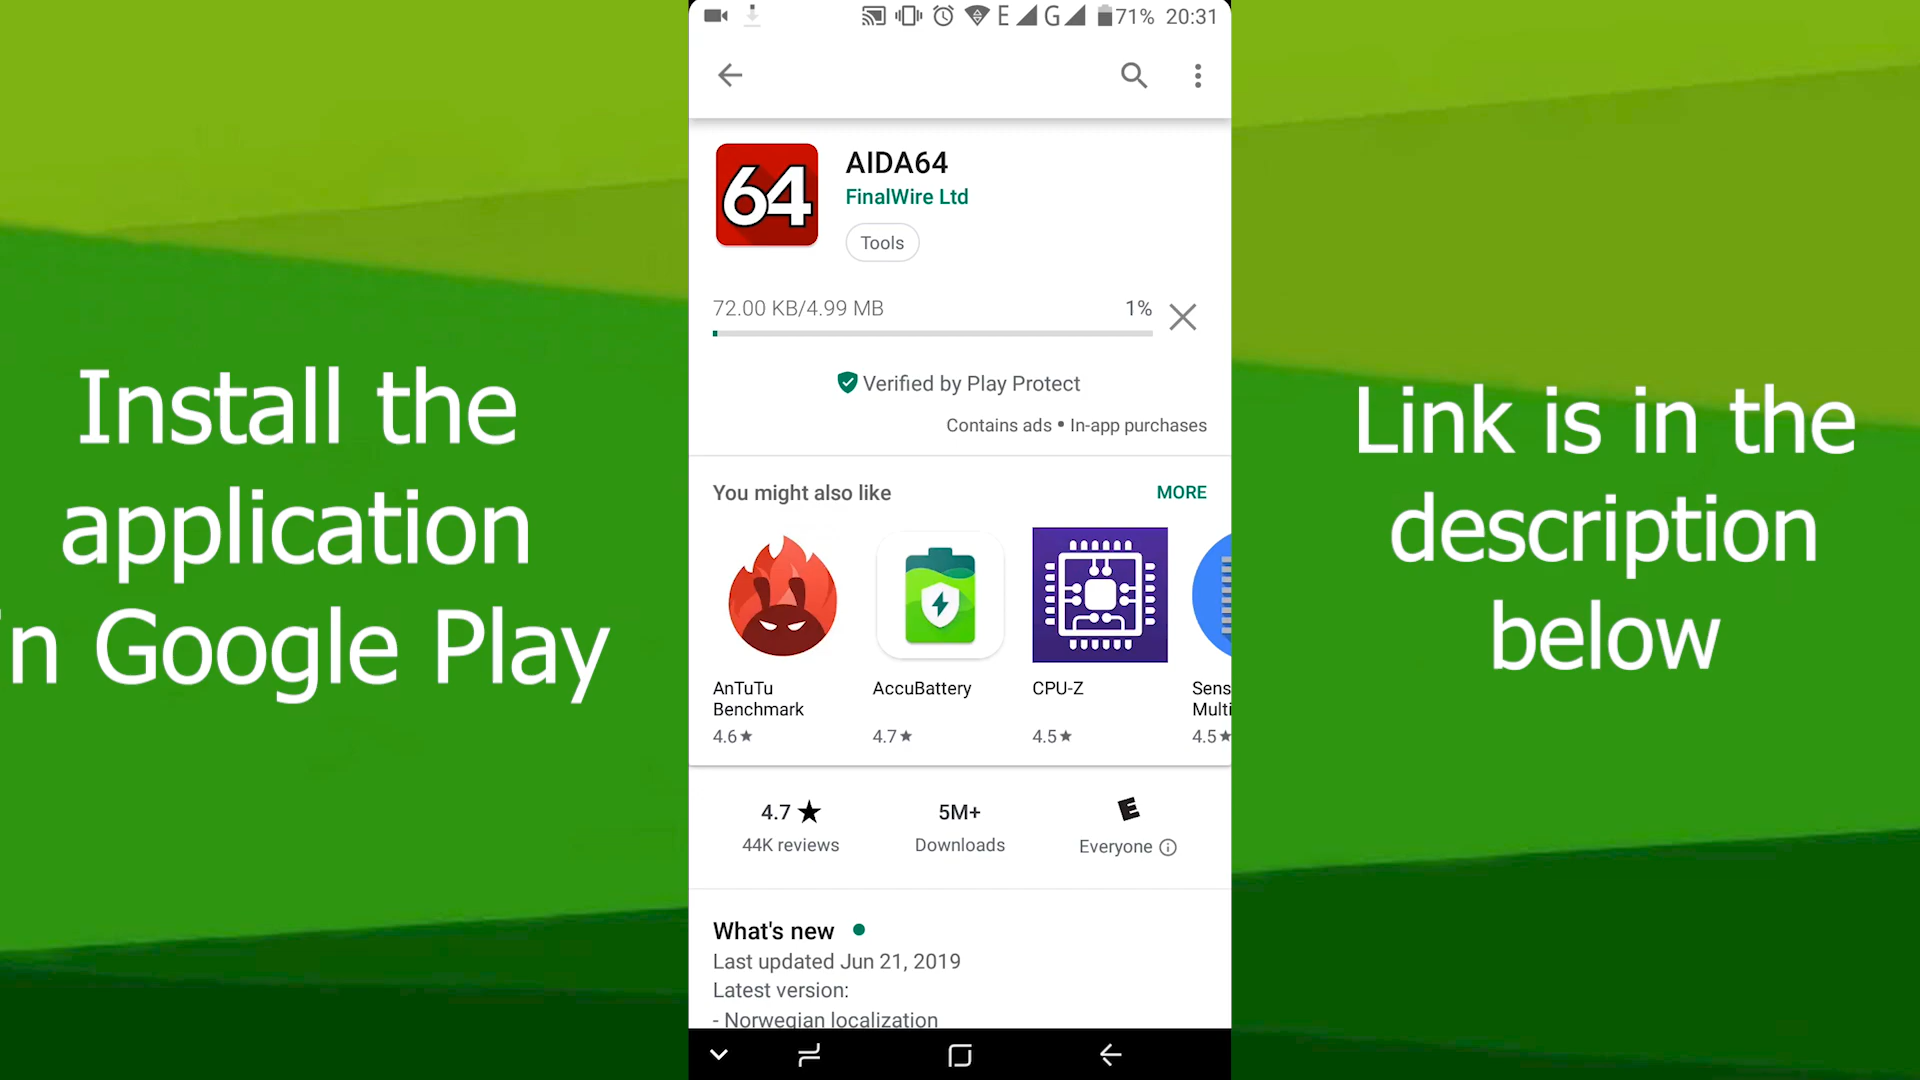 E G 71% 20:31
64
AIDA64
FinalWire Ltd
Tools
72.00 KB/4.99 MB 1%
Verified by Play Protect
Contains ads • In-app purchases
You might also like MORE
AnTuTu Benchmark
4.6★
AccuBattery
4.7★
CPU-Z
4.5★
Sens
Multi
4.5★
4.7 ★
44K reviews
5M+
Downloads
E
Everyone
What's new
Last updated Jun 21, 2019
Latest version:
- Norwegian localization
Install the
application
n Google Play
Link is in the
description
below